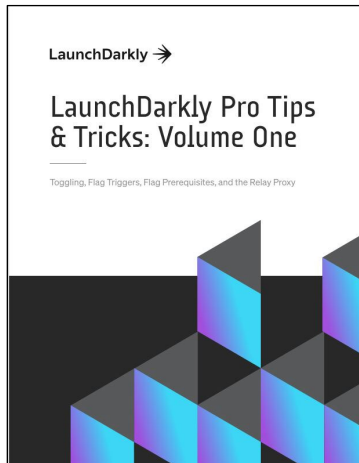 LaunchDarkly
LaunchDarkly Pro Tips
& Tricks: Volume One
Toggling, Flag Triggers, Flag Prerequisites, and the Relay Proxy